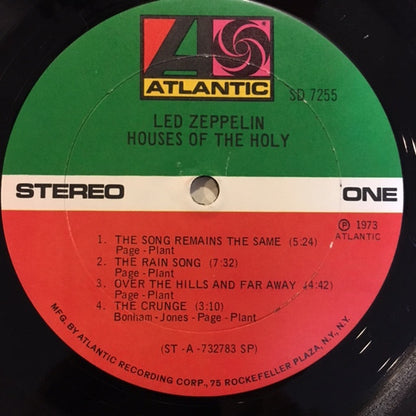 ATLANTIC
SD 7255
LED ZEPPELIN
HOUSES OF THE HOLY
STEREO ONE
℗ 1973
ATLANTIC
1. THE SONG REMAINS THE SAME (5:24)
Page - Plant
2. THE RAIN SONG (7:32)
Page - Plant
3. OVER THE HILLS AND FAR AWAY (4:42)
Page - Plant
4. THE CRUNGE (3:10)
Bonham - Jones - Page - Plant
(ST - A - 732783 SP)
MFG. BY ATLANTIC RECORDING CORP., 75 ROCKEFELLER PLAZA, N.Y., N.Y.